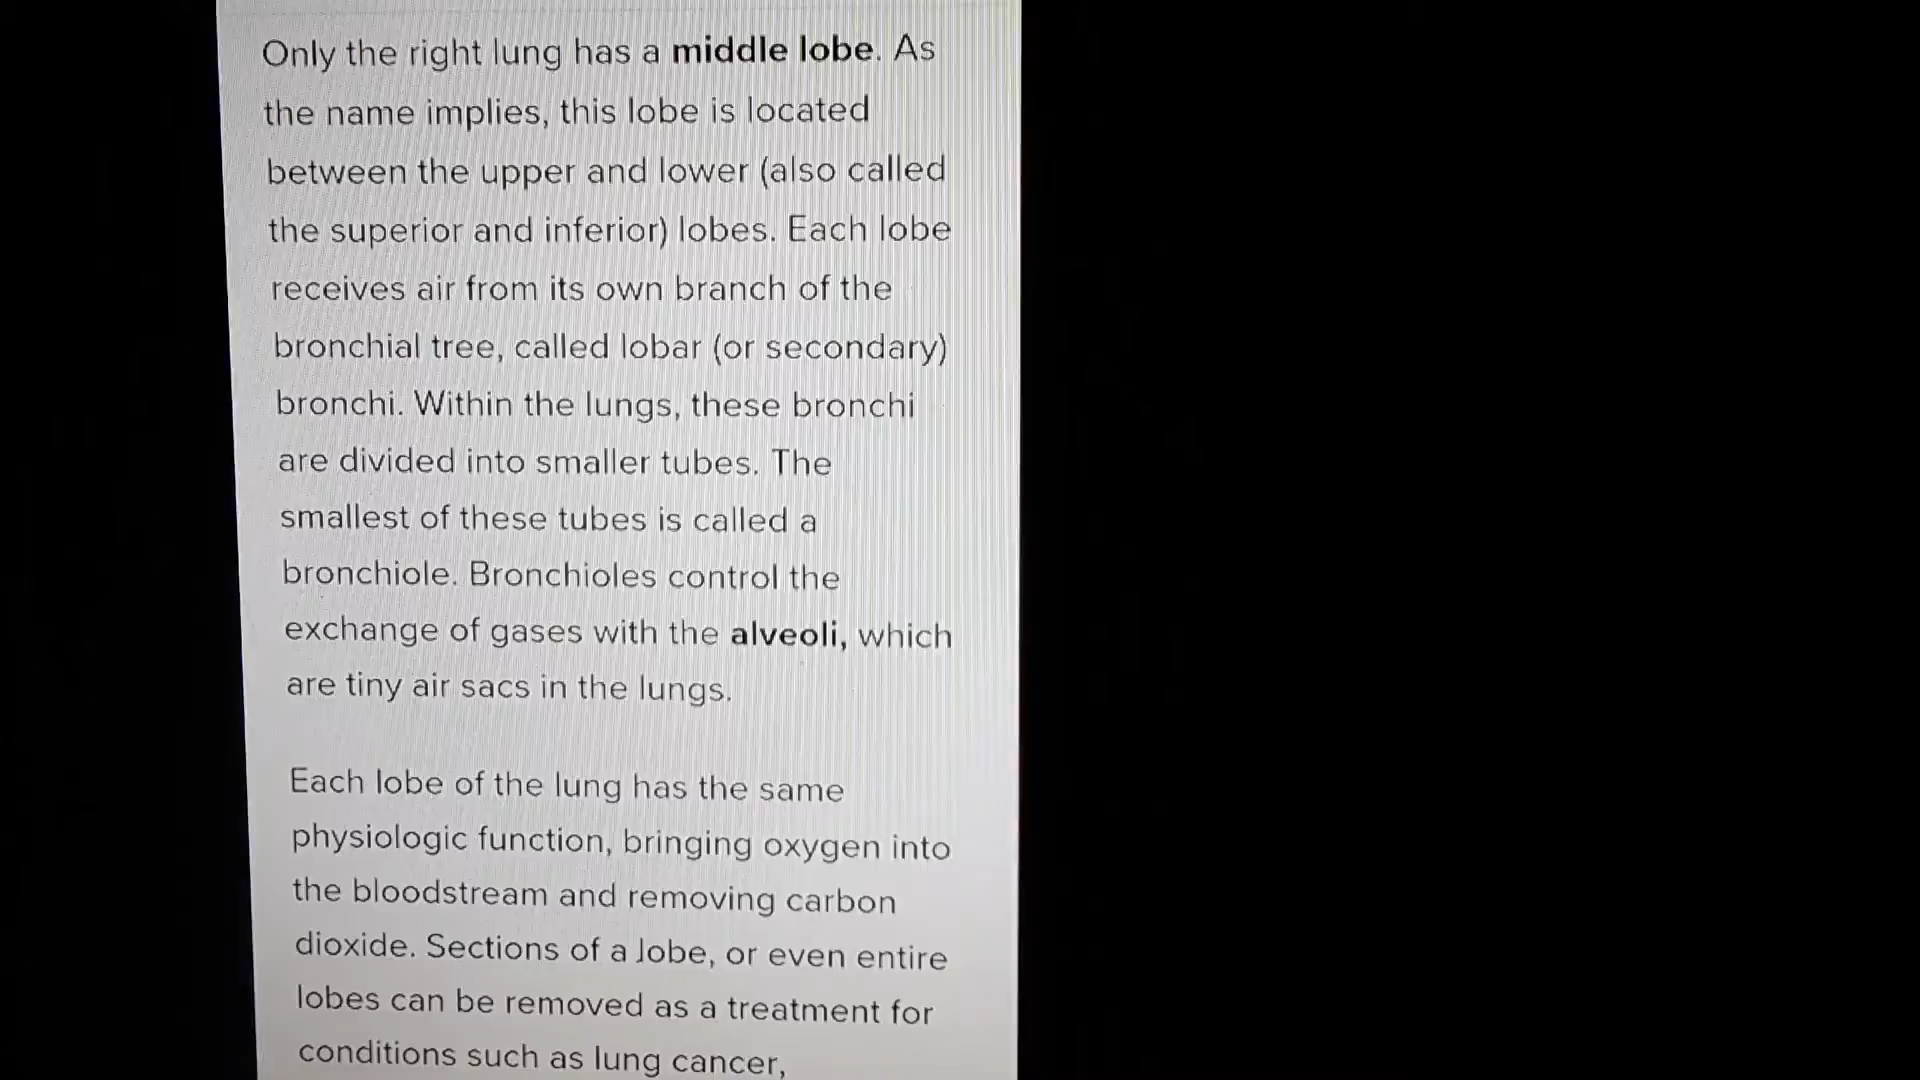 Only the right lung has a middle lobe. As
the name implies, this lobe is located
between the upper and lower (also called
the superior and inferior) lobes. Each lobe
receives air from its own branch of the
bronchial tree, called lobar (or secondary)
bronchi. Within the lungs, these bronchi
are divided into smaller tubes. The
smallest of these tubes is called a
bronchiole. Bronchioles control the
exchange of gases with the alveoli, which
are tiny air sacs in the lungs.
Each lobe of the lung has the same
physiologic function, bringing oxygen into
the bloodstream and removing carbon
dioxide. Sections of a lobe, or even entire
lobes can be removed as a treatment for
conditions such as lung cancer,